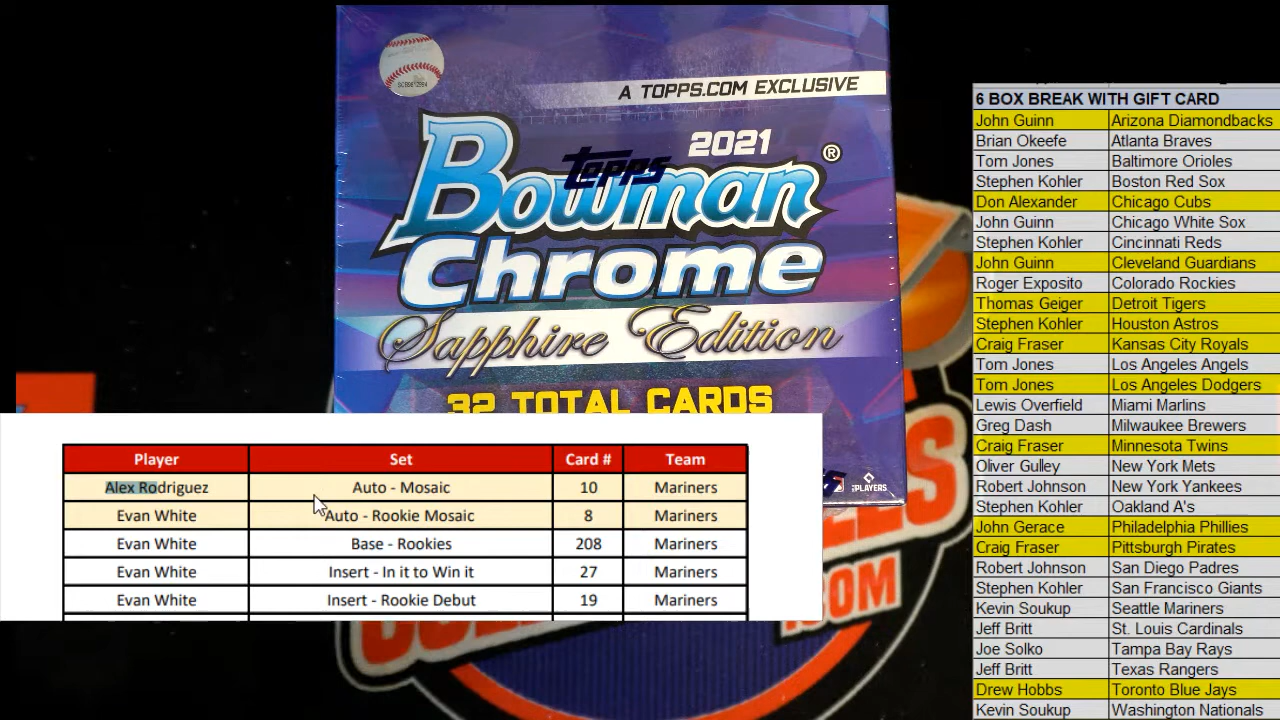 A TOPPS.COM EXCLUSIVE
2021
topps
Bowman®
Chrome
Sapphire Edition
32 TOTAL CARDS
PLAYERS
.COM
Player Set Card # Team
Alex Rodriguez Auto - Mosaic 10 Mariners
Evan White Auto - Rookie Mosaic 8 Mariners
Evan White Base - Rookies 208 Mariners
Evan White Insert - In it to Win it 27 Mariners
Evan White Insert - Rookie Debut 19 Mariners
6 BOX BREAK WITH GIFT CARD
John Guinn Arizona Diamondbacks
Brian Okeefe Atlanta Braves
Tom Jones Baltimore Orioles
Stephen Kohler Boston Red Sox
Don Alexander Chicago Cubs
John Guinn Chicago White Sox
Stephen Kohler Cincinnati Reds
John Guinn Cleveland Guardians
Roger Exposito Colorado Rockies
Thomas Geiger Detroit Tigers
Stephen Kohler Houston Astros
Craig Fraser Kansas City Royals
Tom Jones Los Angeles Angels
Tom Jones Los Angeles Dodgers
Lewis Overfield Miami Marlins
Greg Dash Milwaukee Brewers
Craig Fraser Minnesota Twins
Oliver Gulley New York Mets
Robert Johnson New York Yankees
Stephen Kohler Oakland A's
John Gerace Philadelphia Phillies
Craig Fraser Pittsburgh Pirates
Robert Johnson San Diego Padres
Stephen Kohler San Francisco Giants
Kevin Soukup Seattle Mariners
Jeff Britt St. Louis Cardinals
Joe Solko Tampa Bay Rays
Jeff Britt Texas Rangers
Drew Hobbs Toronto Blue Jays
Kevin Soukup Washington Nationals